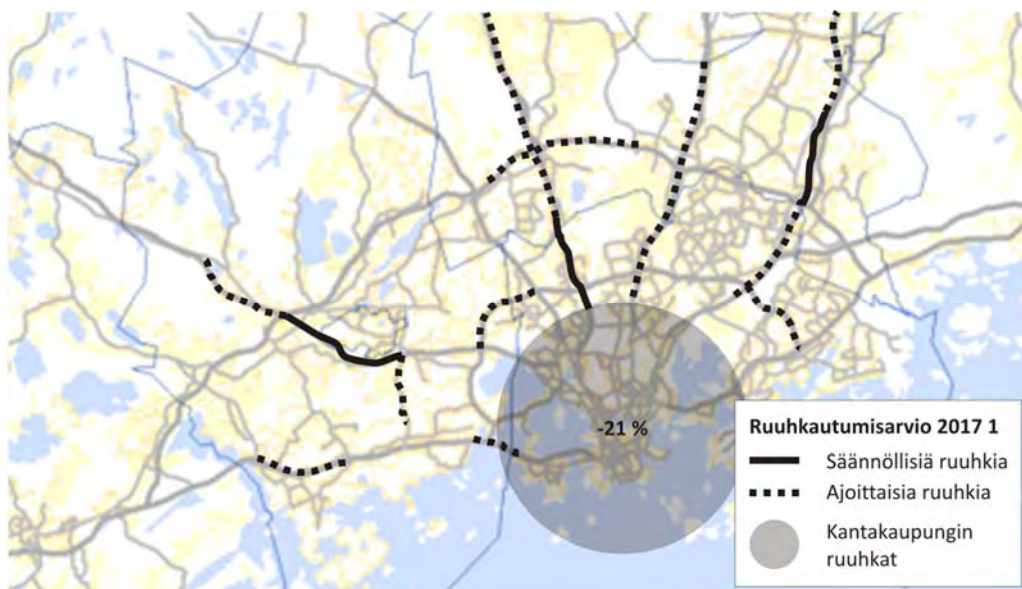 -21 %
Ruuhkautumisarvio 2017 1
Säännöllisiä ruuhkia
Ajoittaisia ruuhkia
Kantakaupungin
ruuhkat